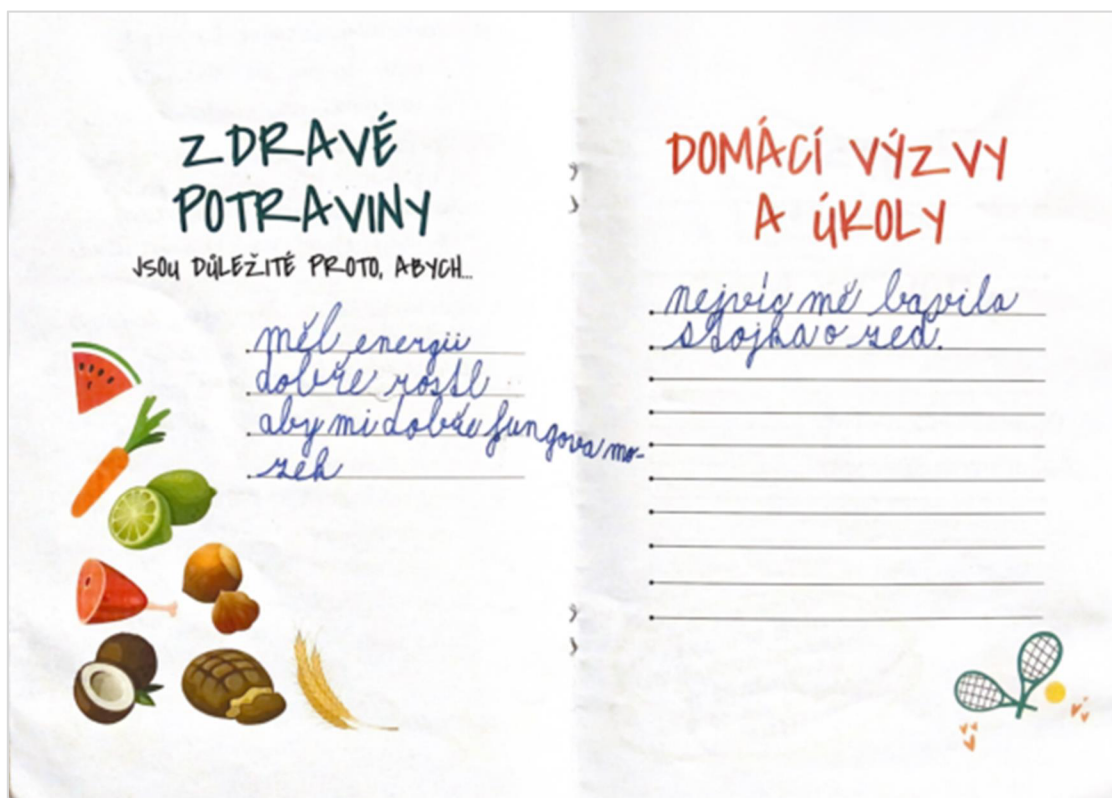 ZDRAVÉ
POTRAVINY
JSOU DŮLEŽITÉ PROTO, ABYCH...
měl energii
dobře rostl
aby mi dobře fungova mo-
zek
DOMÁCÍ VÝZVY
A ÚKOLY
nejvíc mě bavila
stojka o zed.